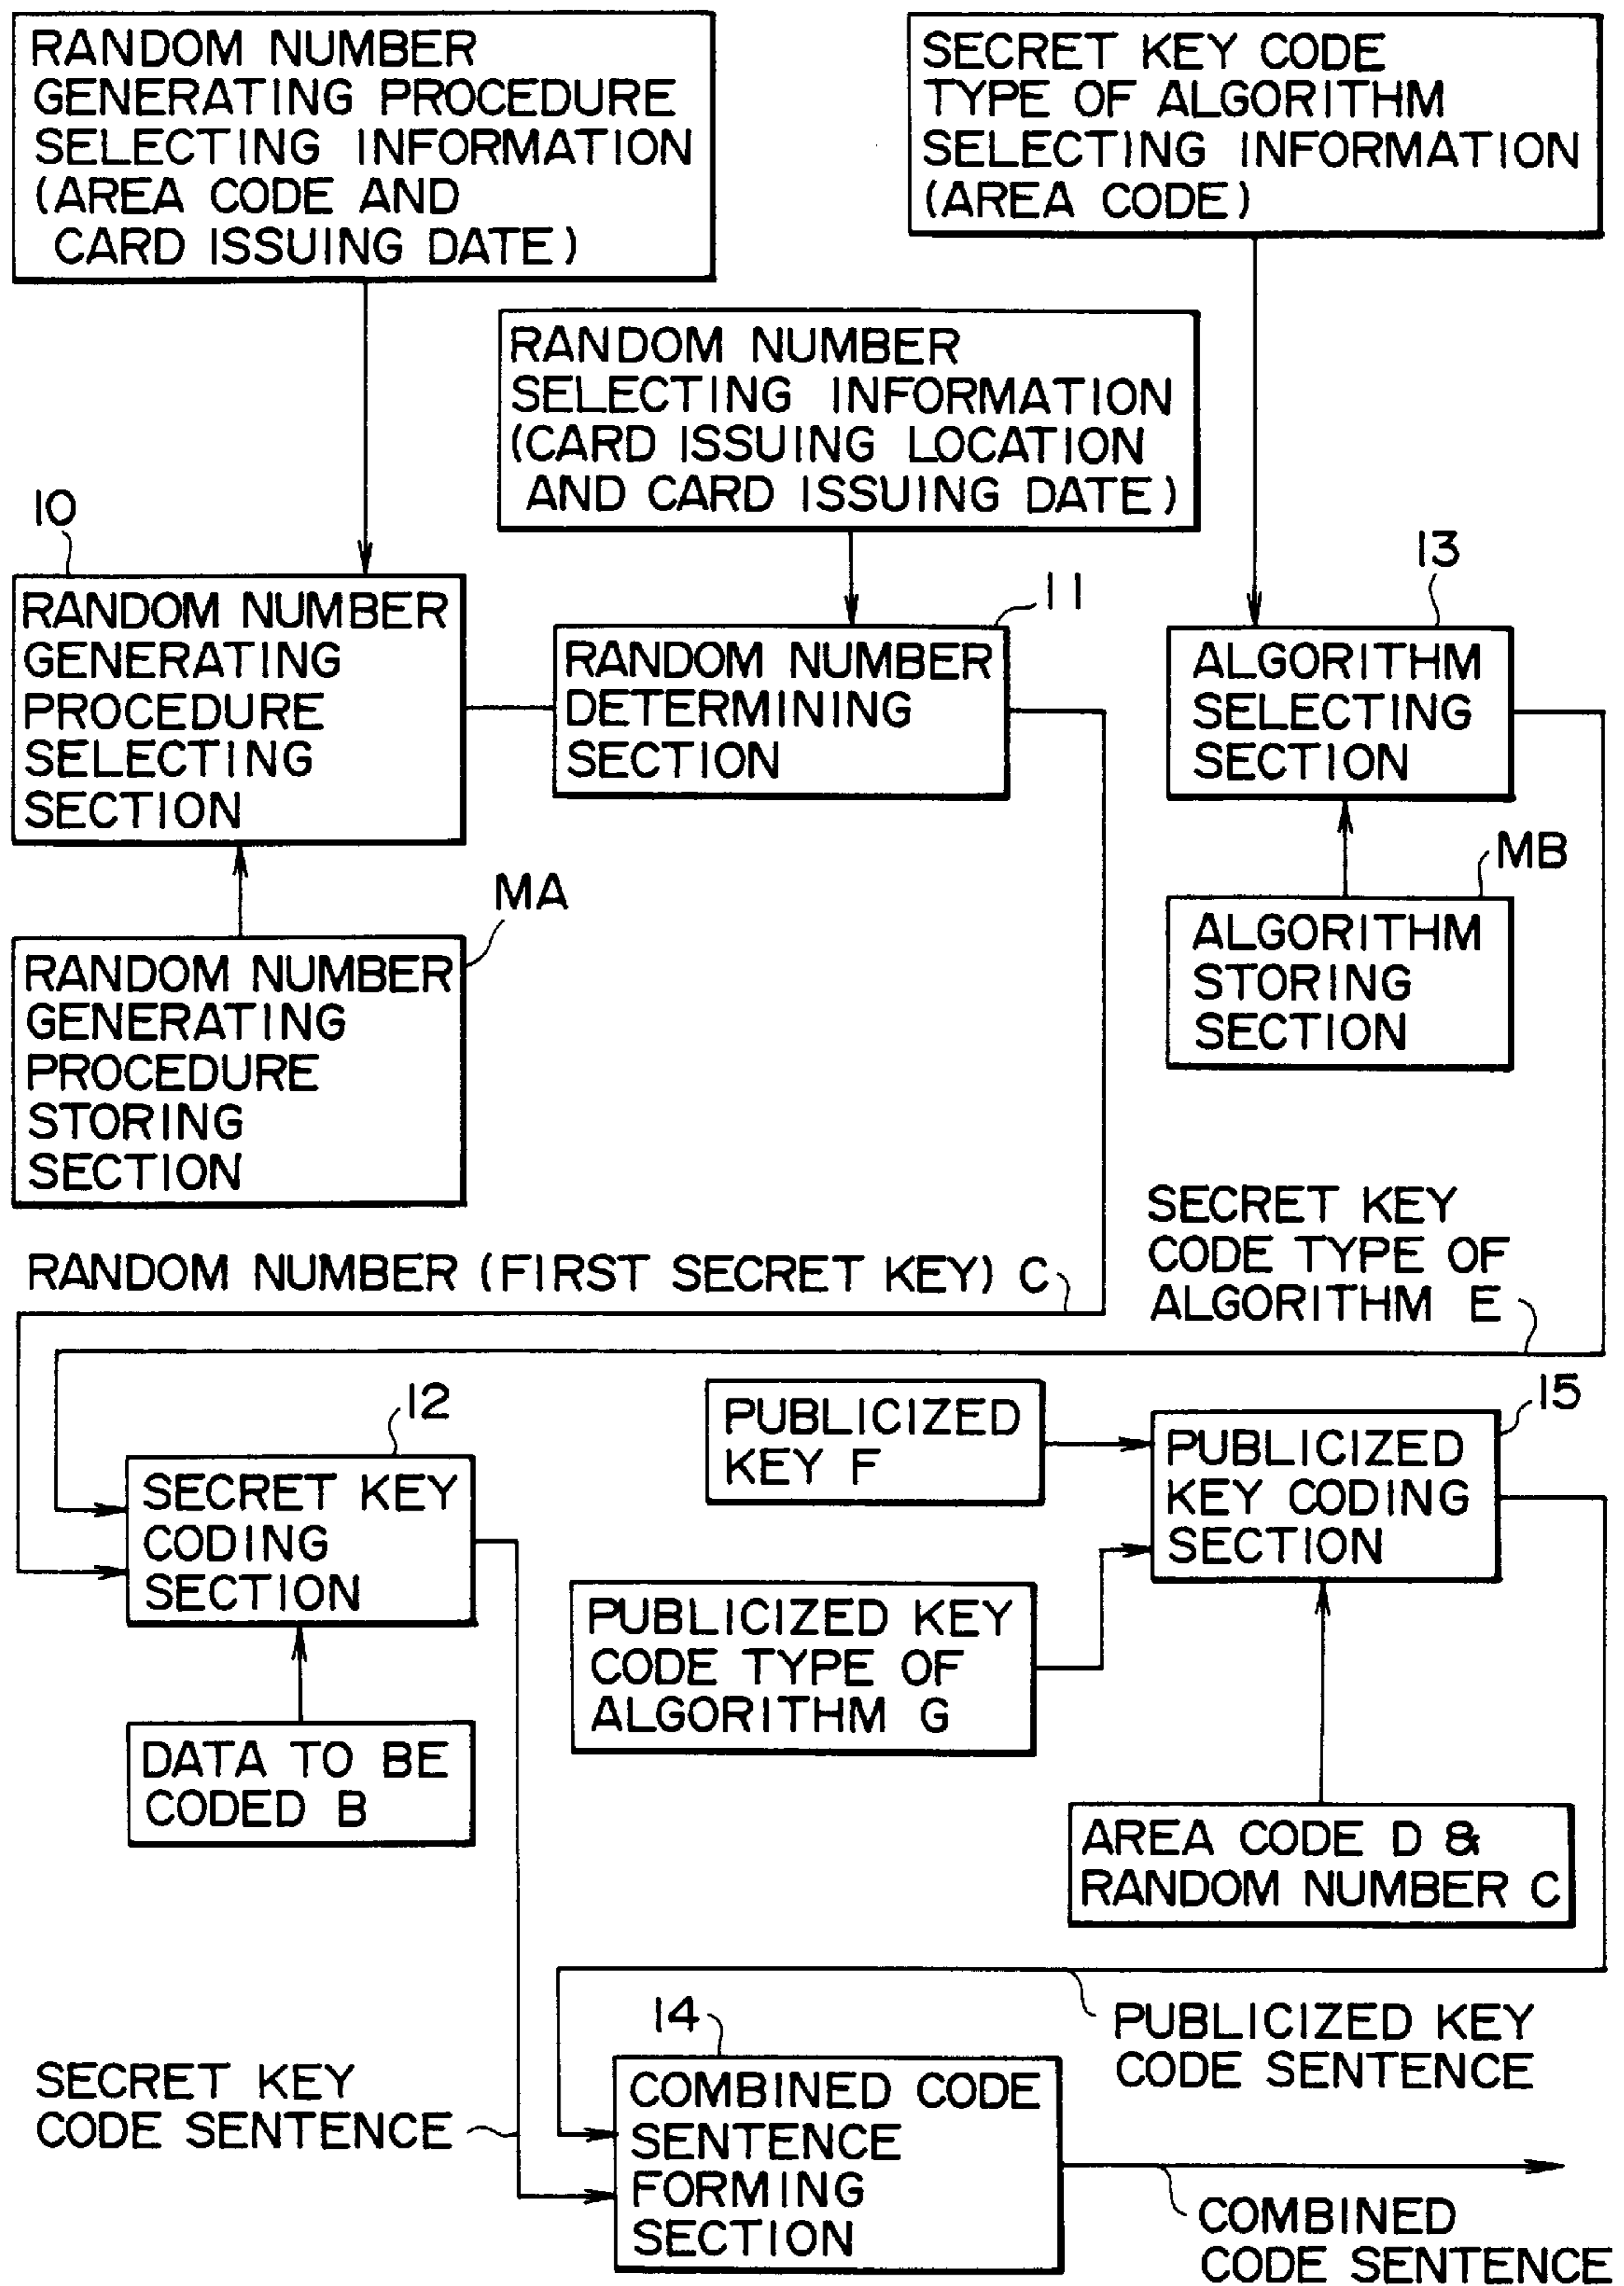 RANDOM NUMBER
GENERATING PROCEDURE
SELECTING INFORMATION
(AREA CODE AND
CARD ISSUING DATE)
SECRET KEY CODE
TYPE OF ALGORITHM
SELECTING INFORMATION
(AREA CODE)
RANDOM NUMBER
SELECTING INFORMATION
(CARD ISSUING LOCATION
AND CARD ISSUING DATE)
10
RANDOM NUMBER
GENERATING
PROCEDURE
SELECTING
SECTION
11
RANDOM NUMBER
DETERMINING
SECTION
13
ALGORITHM
SELECTING
SECTION
MA
RANDOM NUMBER
GENERATING
PROCEDURE
STORING
SECTION
MB
ALGORITHM
STORING
SECTION
RANDOM NUMBER (FIRST SECRET KEY) C
SECRET KEY
CODE TYPE OF
ALGORITHM E
12
SECRET KEY
CODING
SECTION
DATA TO BE
CODED B
PUBLICIZED
KEY F
15
PUBLICIZED
KEY CODING
SECTION
PUBLICIZED KEY
CODE TYPE OF
ALGORITHM G
AREA CODE D &
RANDOM NUMBER C
PUBLICIZED KEY
CODE SENTENCE
SECRET KEY
CODE SENTENCE
14
COMBINED CODE
SENTENCE
FORMING
SECTION
COMBINED
CODE SENTENCE